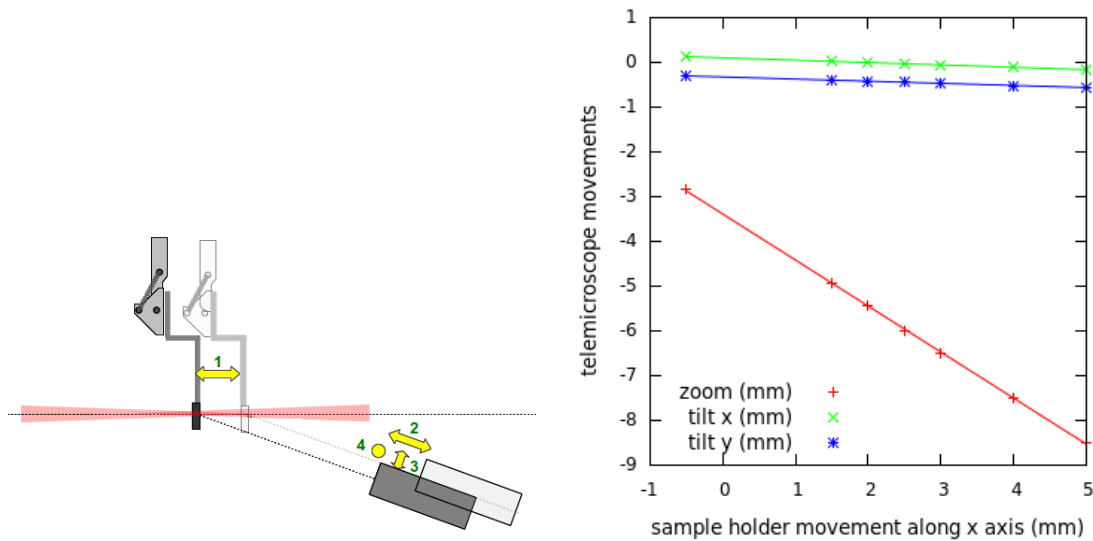 1
2
4
3
1
0
-1
-2
-3
-4
-5
-6
-7
-8
-9
telemicroscope movements
zoom (mm)
tilt x (mm)
tilt y (mm)
-1 0 1 2 3 4 5
sample holder movement along x axis (mm)